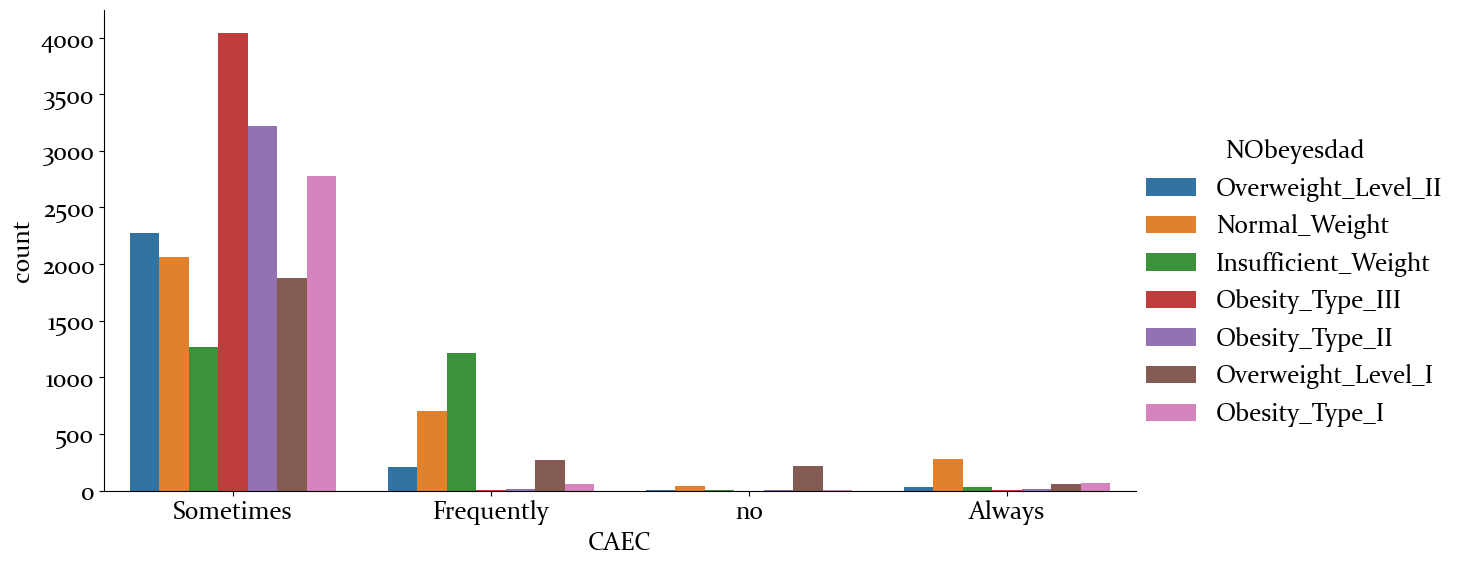 4000
3500
3000
2500
2000
1500
1000
500
0
count
Sometimes Frequently no Always
CAEC
NObeyesdad
Overweight_Level_II
Normal_Weight
Insufficient_Weight
Obesity_Type_III
Obesity_Type_II
Overweight_Level_I
Obesity_Type_I